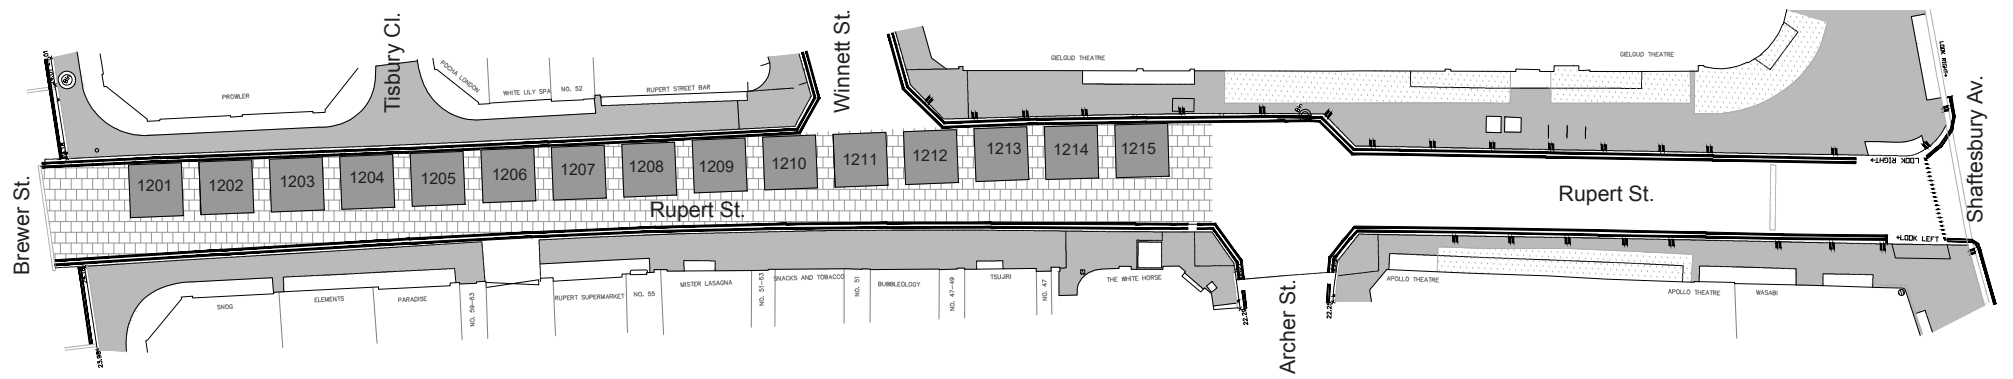 Tisbury Cl.
Winnett St.
Brewer St.
Shaftesbury Av.
Archer St.
PROWLER
POCHA LONDON
WHITE LILY SPA
NO. 52
RUPERT STREET BAR
GIELGUD THEATRE
GIELGUD THEATRE
LOOK RIGHT
LOOK RIGHT
1201
1202
1203
1204
1205
1206
1207
1208
1209
1210
1211
1212
1213
1214
1215
Rupert St.
Rupert St.
LOOK LEFT
SNOG
ELEMENTS
PARADISE
NO. 59-63
RUPERT SUPERMARKET
NO. 55
MISTER LASAGNA
NO. 51-53
SNACKS AND TOBACCO
NO. 51
BUBBLEOLOGY
NO. 47-49
TSUJIRI
NO. 47
THE WHITE HORSE
APOLLO THEATRE
APOLLO THEATRE
WASABI